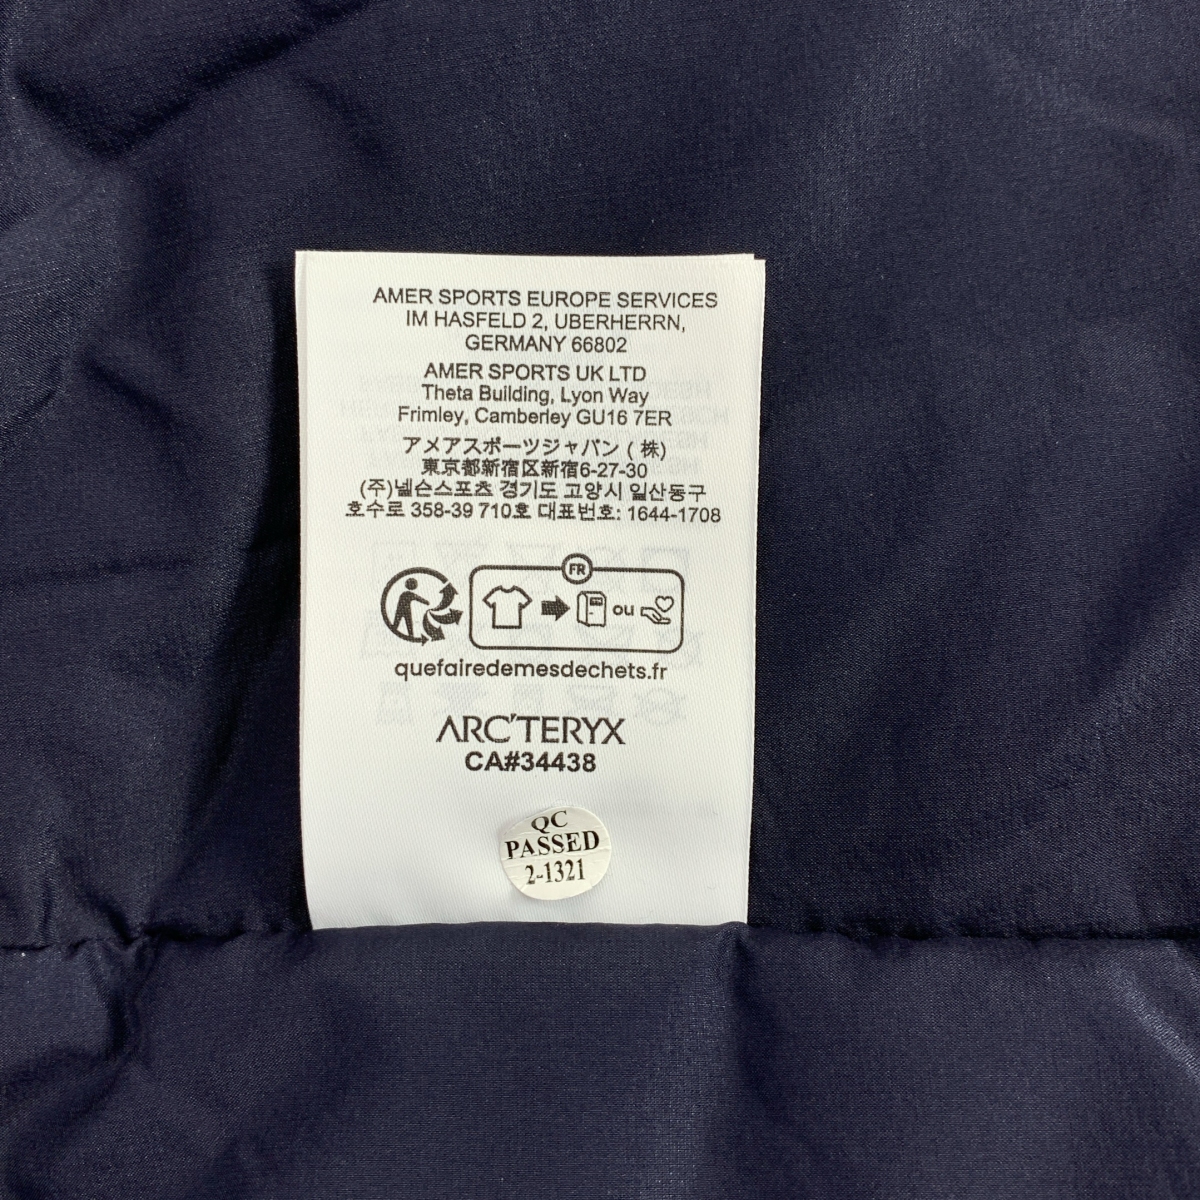 AMER SPORTS EUROPE SERVICES
IM HASFELD 2, UBERHERRN,
GERMANY 66802
AMER SPORTS UK LTD
Theta Building, Lyon Way
Frimley, Camberley GU16 7ER
アメアスポーツジャパン ( 株)
東京都新宿区新宿6-27-30
(주)넬슨스포츠 경기도 고양시 일산동구
호수로 358-39 710호 대표번호: 1644-1708
FR
ou
quefairedemesdechets.fr
ARC'TERYX
CA#34438
QC
PASSED
2-1321